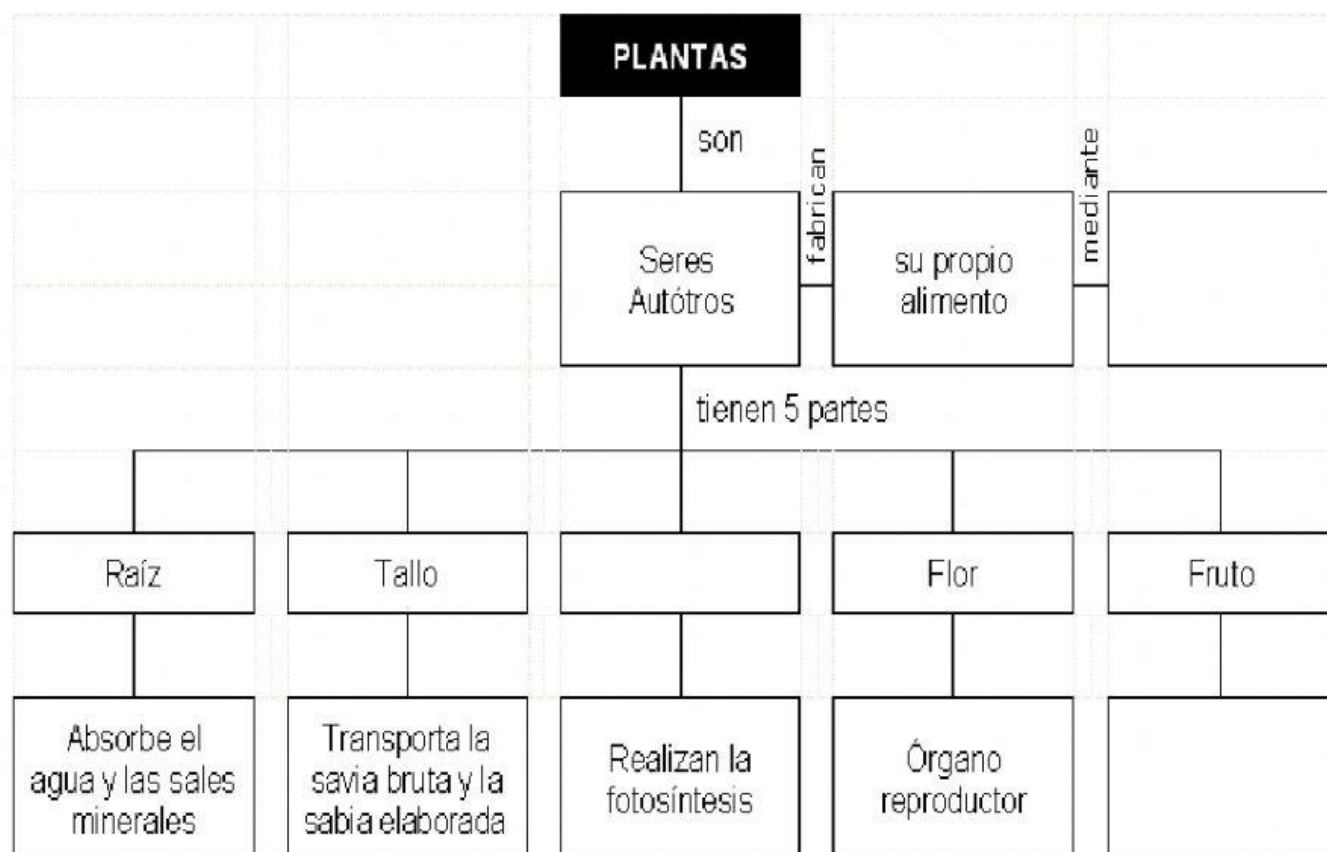 PLANTAS
son
fabrican
mediante
Seres
Autótros
su propio
alimento
tienen 5 partes
Raíz
Tallo
Flor
Fruto
Absorbe el
agua y las sales
minerales
Transporta la
savia bruta y la
sabia elaborada
Realizan la
fotosíntesis
Órgano
reproductor